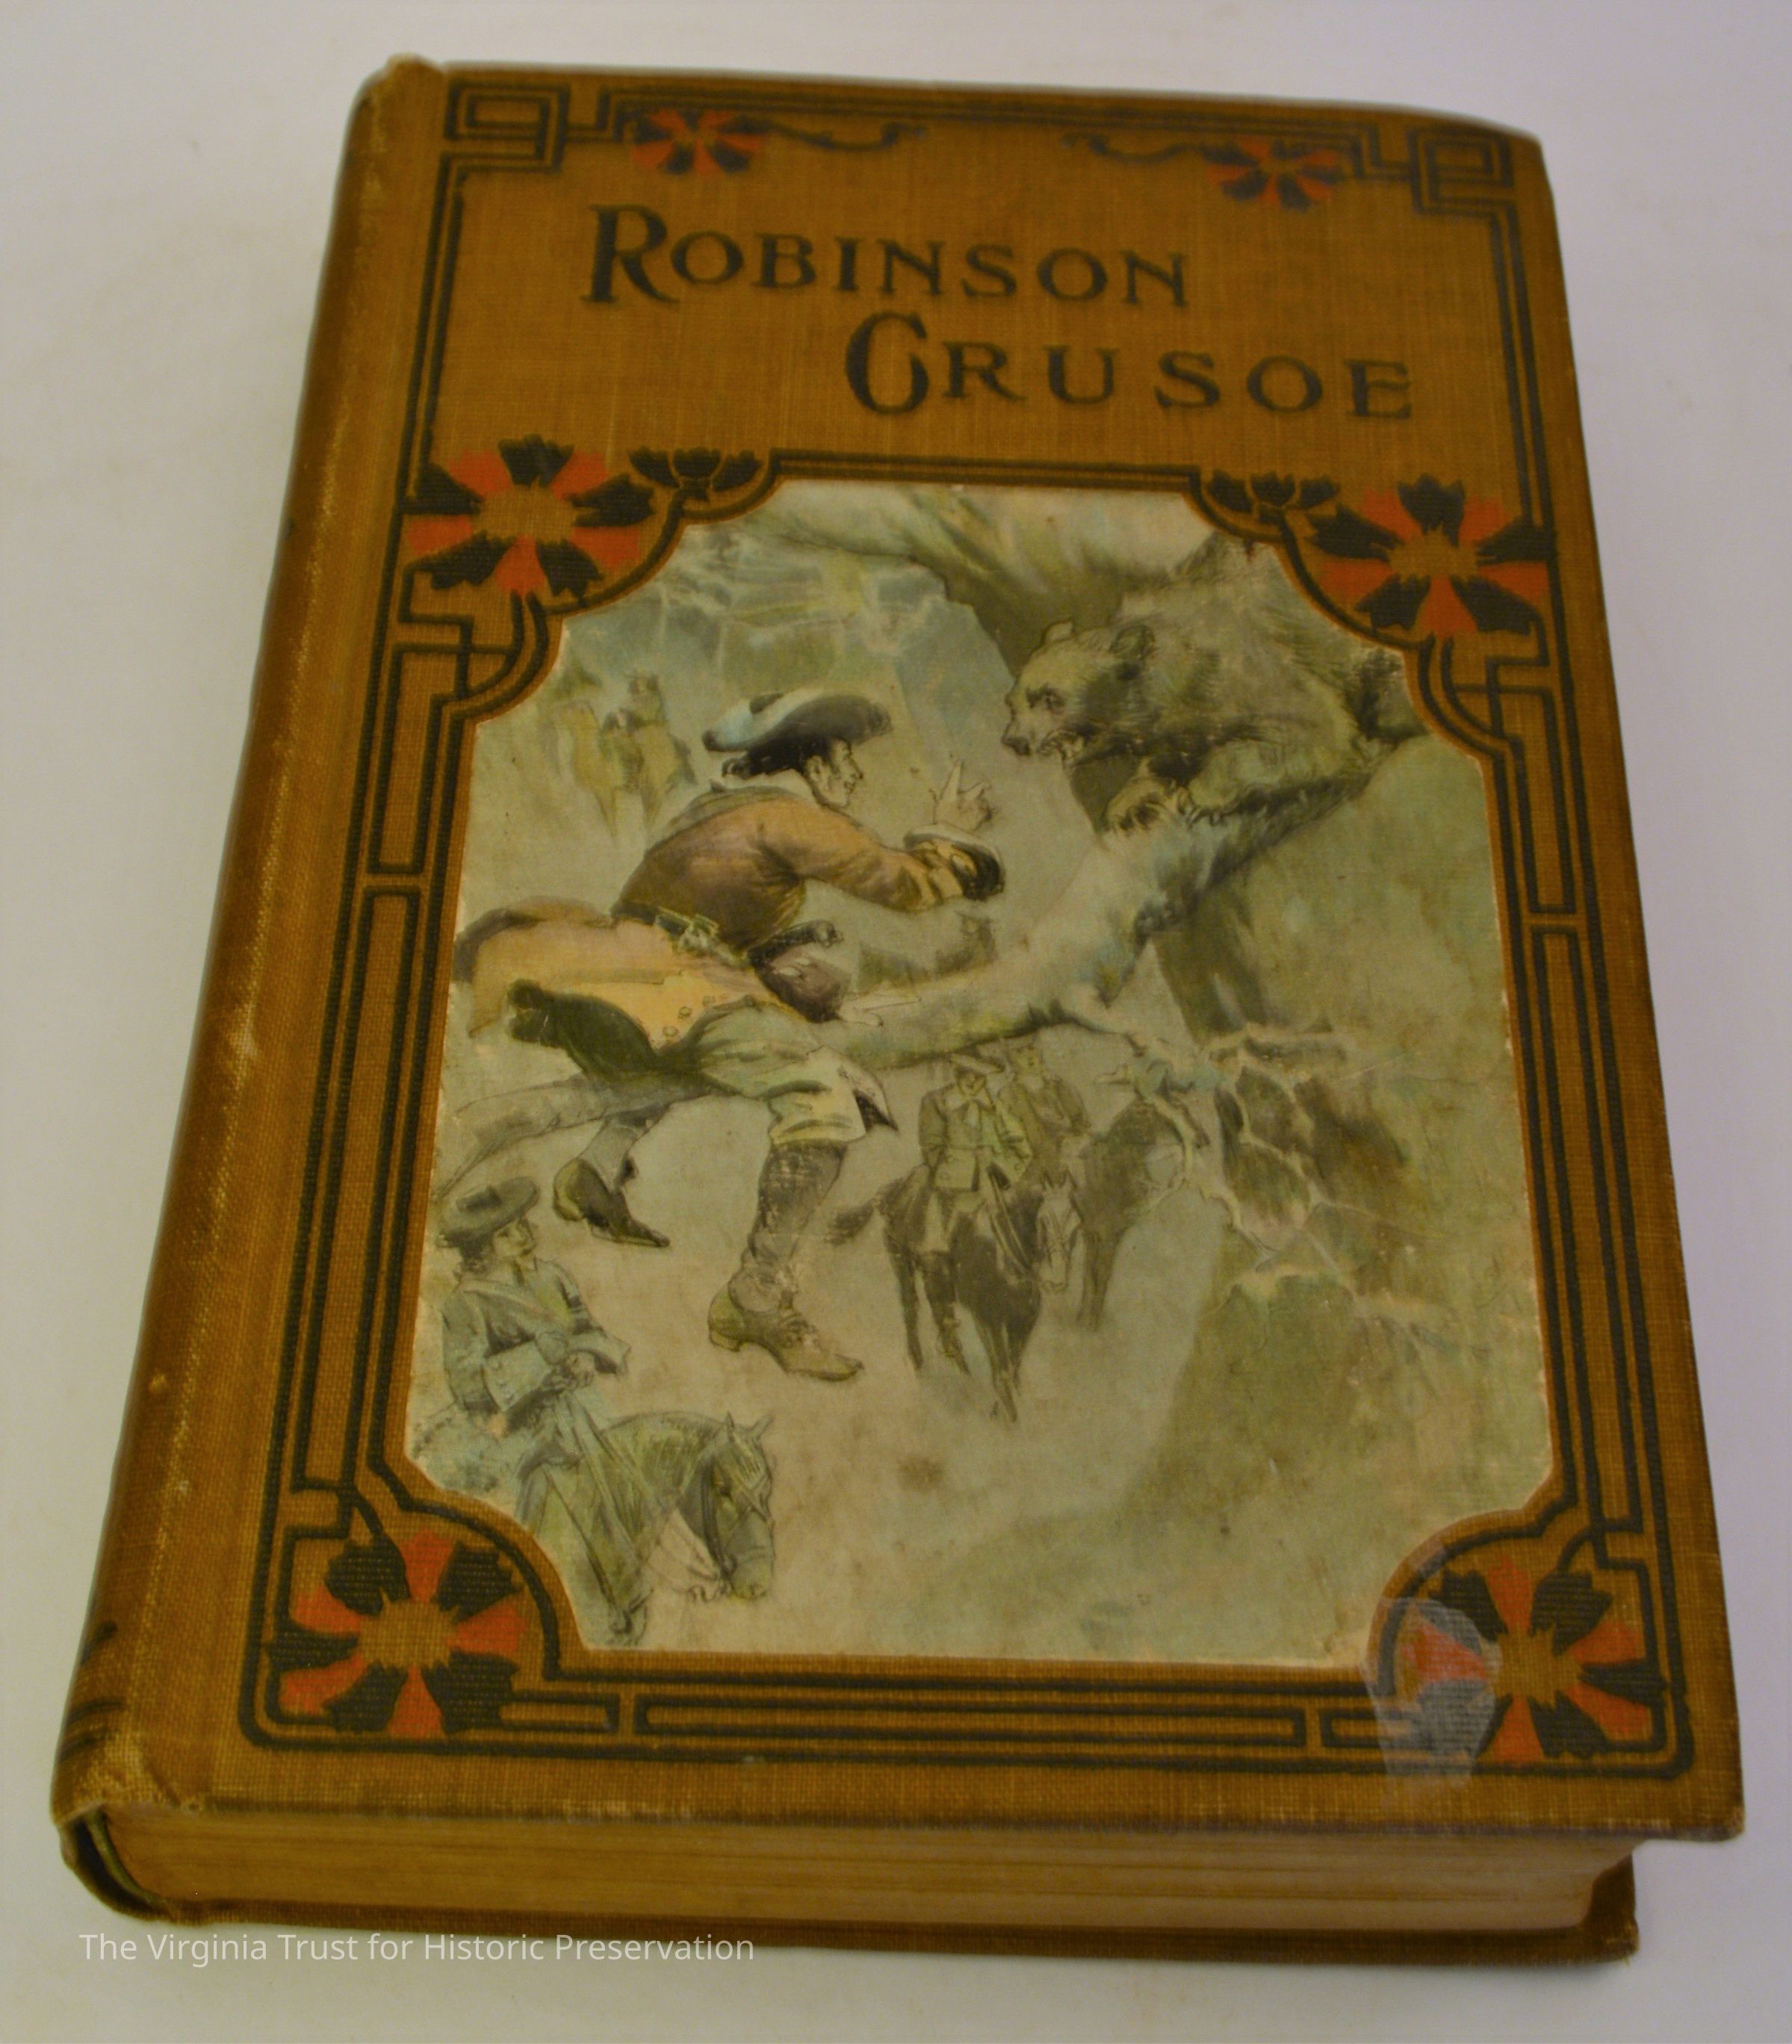 ROBINSON
CRUSOE
The Virginia Trust for Historic Preservation